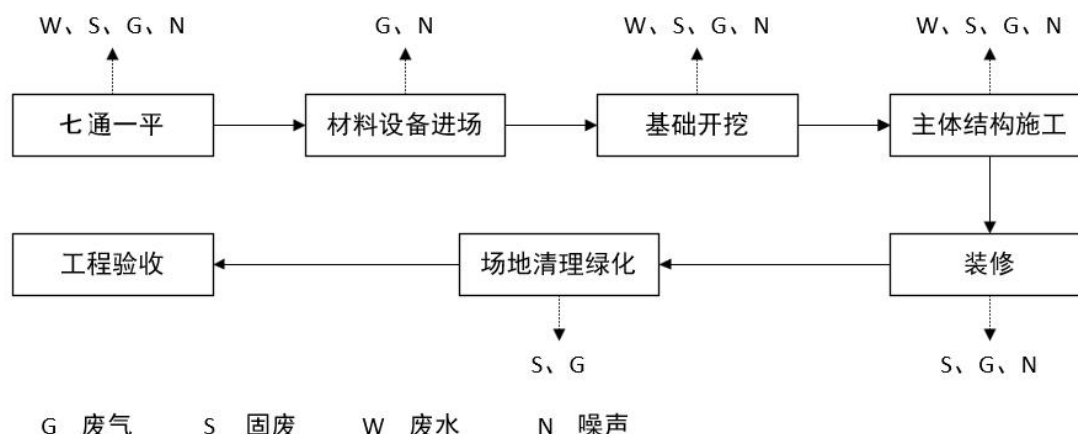 W、S、G、N
G、N
W、S、G、N
W、S、G、N
七通一平
材料设备进场
基础开挖
主体结构施工
工程验收
场地清理绿化
装修
S、G
S、G、N
G 废气 S 固废 W 废水 N 噪声